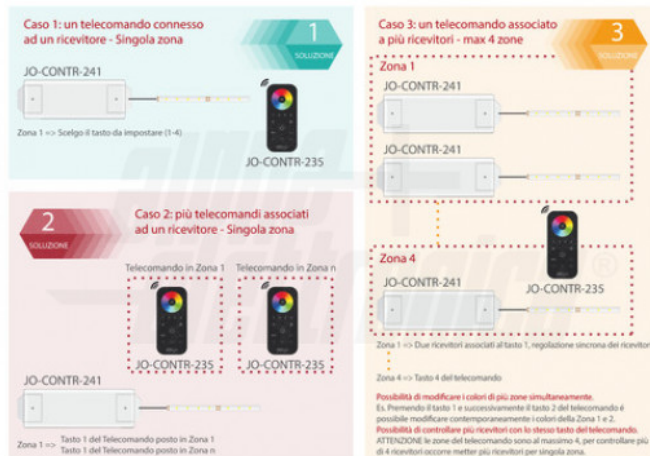 Caso 1: un telecomando connesso
ad un ricevitore - Singola zona
1
SOLUZIONE
JO-CONTR-241
Zona 1 => Scelgo il tasto da impostare (1-4)
JO-CONTR-235
2
SOLUZIONE
Caso 2: più telecomandi associati
ad un ricevitore - Singola zona
Telecomando in Zona 1
Telecomando in Zona n
JO-CONTR-235
JO-CONTR-235
JO-CONTR-241
Zona 1 =>
Tasto 1 del Telecomando posto in Zona 1
Tasto 1 del Telecomando posto in Zona n
Caso 3: un telecomando associato
a più ricevitori - max 4 zone
3
SOLUZIONE
Zona 1
JO-CONTR-241
JO-CONTR-241
Zona 4
JO-CONTR-241
JO-CONTR-235
Zona 1 => Due ricevitori associati al tasto 1, regolazione sincrona dei ricevitor
Zona 4 => Tasto 4 del telecomando
Possibilità di modificare i colori di più zone simultaneamente.
Es. Premendo il tasto 1 e successivamente il tasto 2 del telecomando è
possibile modificare contemporaneamente i colori della Zona 1 e 2.
Possibilità di controllare più ricevitori con lo stesso tasto del telecomando.
ATTENZIONE le zone del telecomando sono al massimo 4, per controllare più
di 4 ricevitori occorre metter più ricevitori per singola zona.